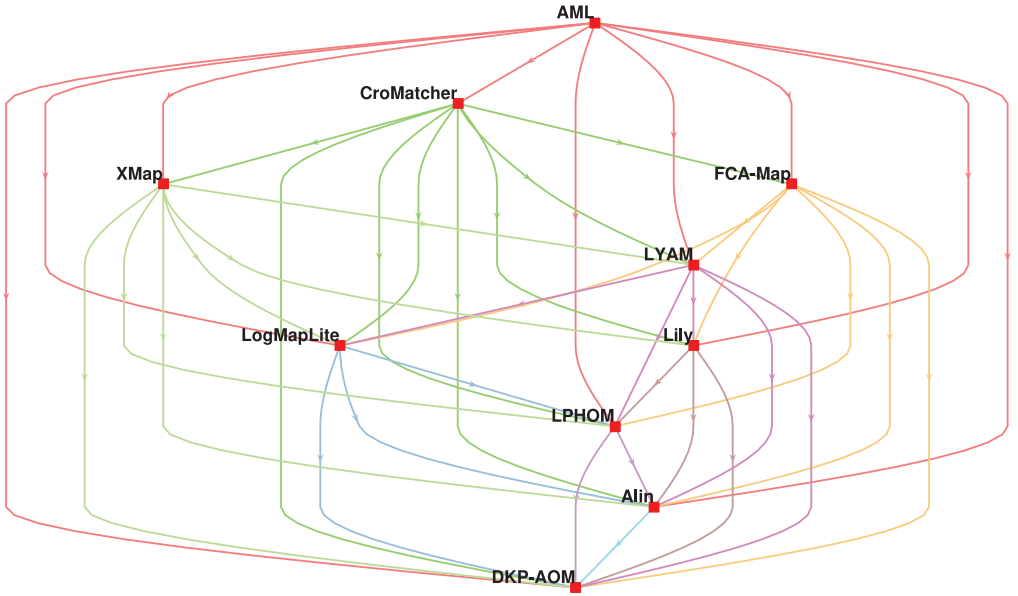 AML
CroMatcher
XMap
FCA-Map
LYAM
LogMapLite
Lily
LPHOM
Alin
DKP-AOM